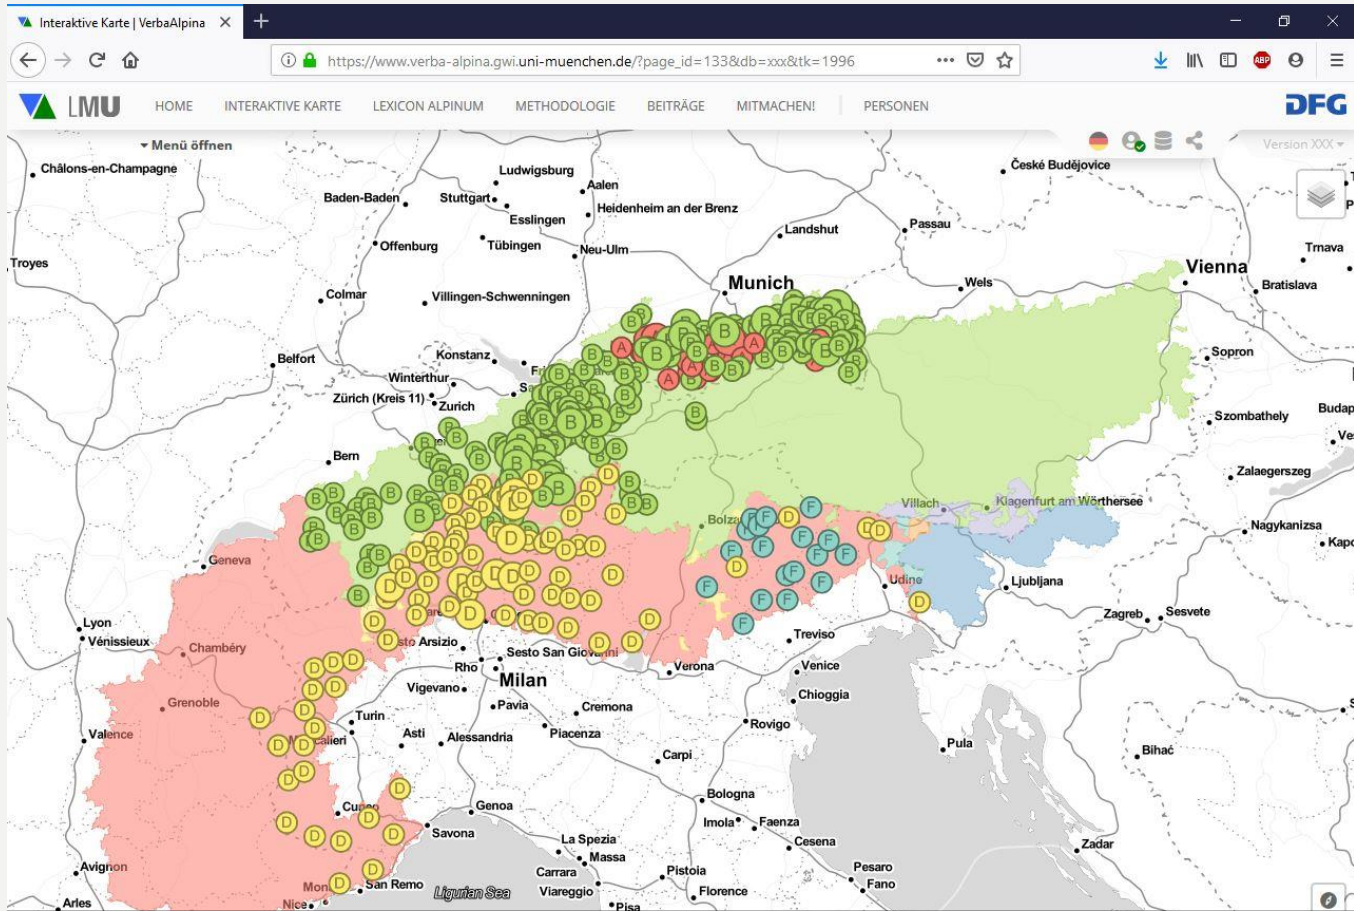 Interaktive Karte | VerbaAlpina
https://www.verba-alpina.gwi.uni-muenchen.de/?page_id=133&db=xxx&tk=1996
ABP
LMU HOME INTERAKTIVE KARTE LEXICON ALPINUM METHODOLOGIE BEITRÄGE MITMACHEN! PERSONEN DFG
Menü öffnen
Version XXX
Châlons-en-Champagne
Ludwigsburg
České Budějovice
Aalen
Baden-Baden
Stuttgart
Heidenheim an der Brenz
Esslingen
Landshut
Passau
Offenburg
Tübingen
Neu-Ulm
Trnava
Troyes
Vienna
Munich
Wels
Bratislava
Colmar
Villingen-Schwenningen
Belfort
Konstanz
Sopron
Winterthur
Zürich (Kreis 11)
Zurich
Szombathely
Budap
Bern
Zalaegerszeg
Villach
Klagenfurt am Wörthersee
Nagykanizsa
Kapo
Geneva
Udine
Ljubljana
Zagreb
Sesvete
Lyon
Vénissieux
Chambéry
Treviso
Sesto San Giovanni
Rho
Verona
Venice
Milan
Vigevano
Chioggia
Grenoble
Pavia
Cremona
Turin
Rovigo
Valence
Asti
Alessandria
Piacenza
Pula
Bihać
Carpi
Bologna
Genoa
Imola
Faenza
Savona
La Spezia
Cesena
Zadar
Massa
Avignon
Carrara
Pistoia
Pesaro
San Remo
Ligurian Sea
Viareggio
Florence
Fano
Arles
Nice
Pisa